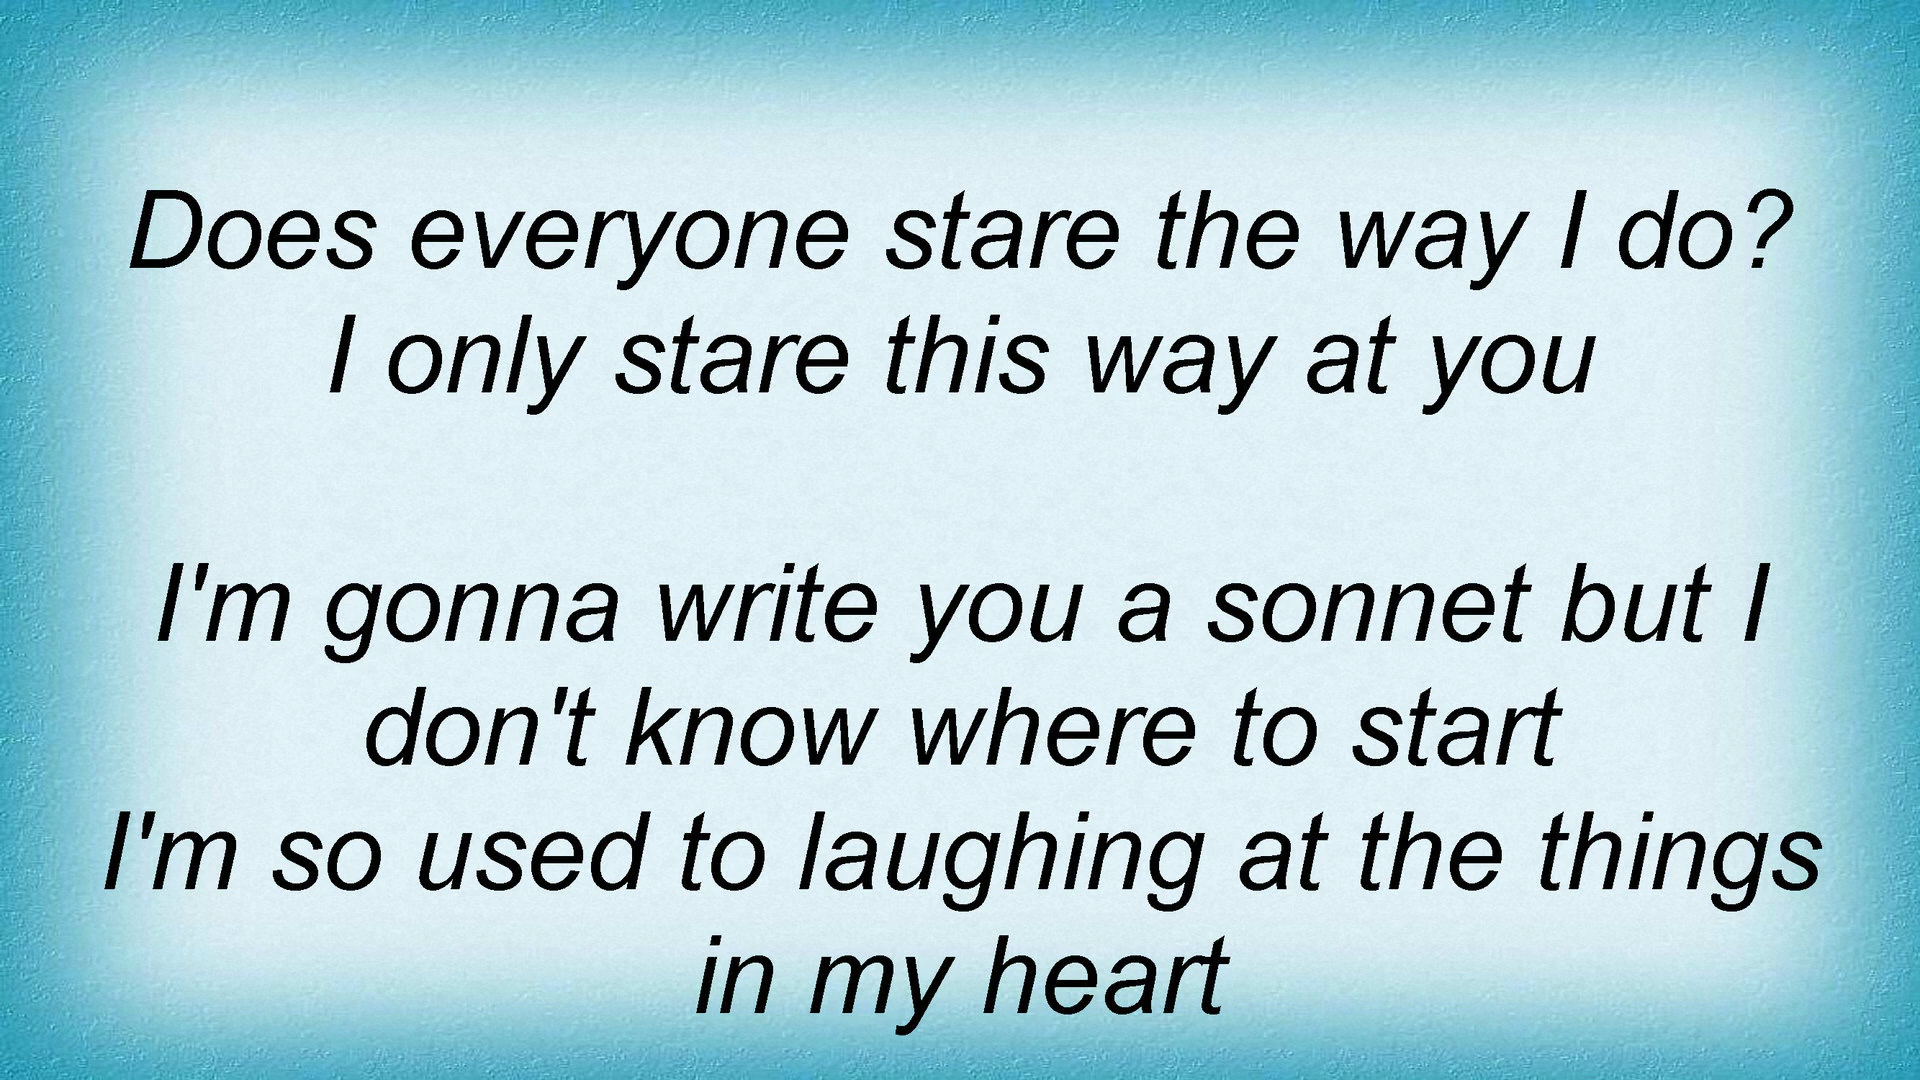 Does everyone stare the way I do?
I only stare this way at you
I'm gonna write you a sonnet but I
don't know where to start
I'm so used to laughing at the things
in my heart